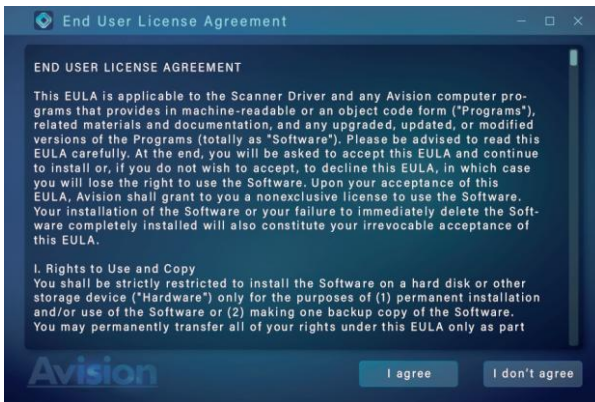 End User License Agreement
END USER LICENSE AGREEMENT
This EULA is applicable to the Scanner Driver and any Avision computer pro-
grams that provides in machine-readable or an object code form ("Programs"),
related materials and documentation, and any upgraded, updated, or modified
versions of the Programs (totally as "Software"). Please be advised to read this
EULA carefully. At the end, you will be asked to accept this EULA and continue
to install or, if you do not wish to accept, to decline this EULA, in which case
you will lose the right to use the Software. Upon your acceptance of this
EULA, Avision shall grant to you a nonexclusive license to use the Software.
Your installation of the Software or your failure to immediately delete the Soft-
ware completely installed will also constitute your irrevocable acceptance of
this EULA.
I. Rights to Use and Copy
You shall be strictly restricted to install the Software on a hard disk or other
storage device ("Hardware") only for the purposes of (1) permanent installation
and/or use of the Software or (2) making one backup copy of the Software.
You may permanently transfer all of your rights under this EULA only as part
Avision
I agree
I don't agree